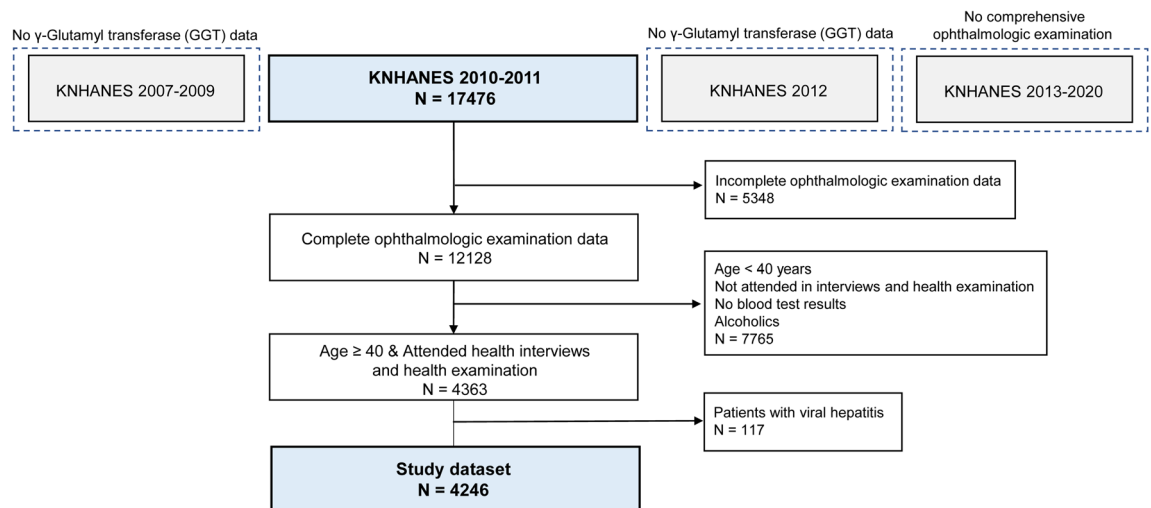 No comprehensive
ophthalmologic examination
No γ-Glutamyl transferase (GGT) data
No γ-Glutamyl transferase (GGT) data
KNHANES 2007-2009
KNHANES 2010-2011
N = 17476
KNHANES 2012
KNHANES 2013-2020
Incomplete ophthalmologic examination data
N = 5348
Complete ophthalmologic examination data
N = 12128
Age < 40 years
Not attended in interviews and health examination
No blood test results
Alcoholics
N = 7765
Age ≥ 40 & Attended health interviews
and health examination
N = 4363
Patients with viral hepatitis
N = 117
Study dataset
N = 4246